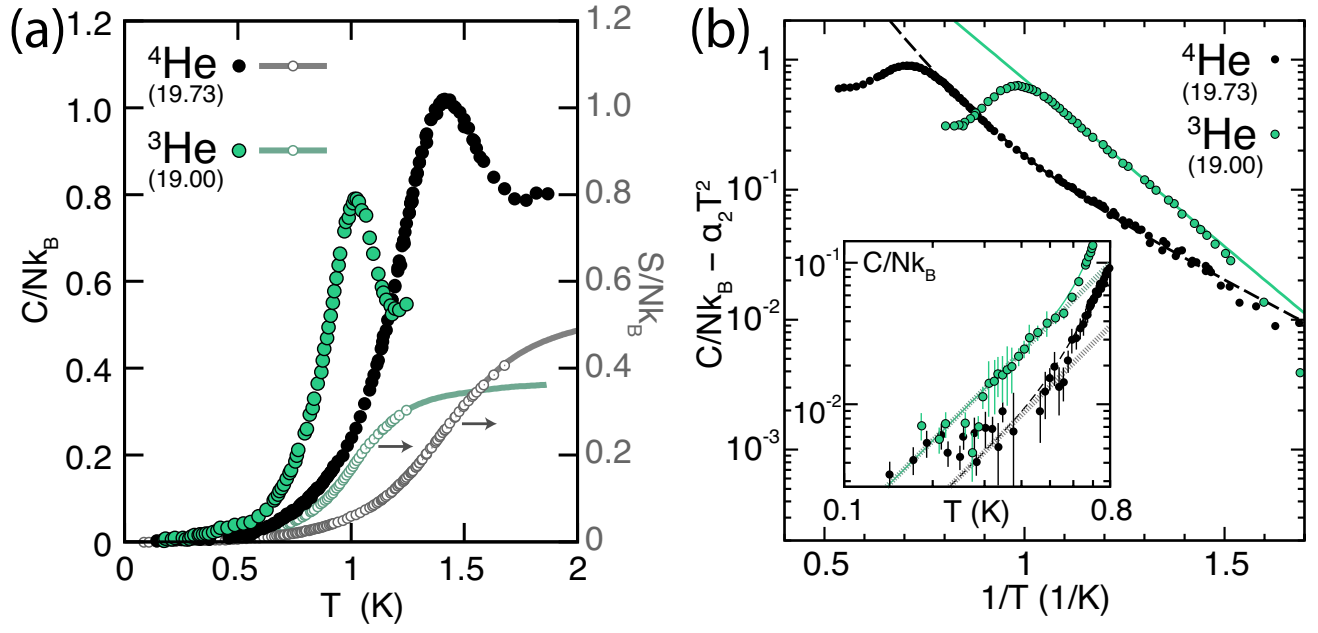 (a)
1.2
1.0
0.8
0.6
0.4
0.2
0
C/Nk_B
⁴He
(19.73)
³He
(19.00)
1.2
1.0
0.8
0.6
0.4
0.2
0
S/Nk_B
0
0.5
1
1.5
2
T (K)
(b)
1
10⁻¹
10⁻²
10⁻³
C/Nk_B − α₂T²
⁴He
(19.73)
³He
(19.00)
C/Nk_B
10⁻¹
10⁻²
0.1
T (K)
0.8
0.5
1
1.5
1/T (1/K)